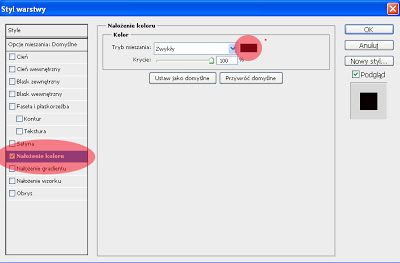 Styl warstwy
Style
Opcje mieszania: Domyślne
Cień
Cień wewnętrzny
Blask zewnętrzny
Blask wewnętrzny
Faseta i płaskorzeźba
Kontur
Tekstura
Satyna
Nałożenie koloru
Nałożenie gradientu
Nałożenie wzorku
Obrys
Nałożenie koloru
Kolor
Tryb mieszania: Zwykły
Krycie: 100 %
Ustaw jako domyślne Przywróć domyślne
OK
Anuluj
Nowy styl...
Podgląd